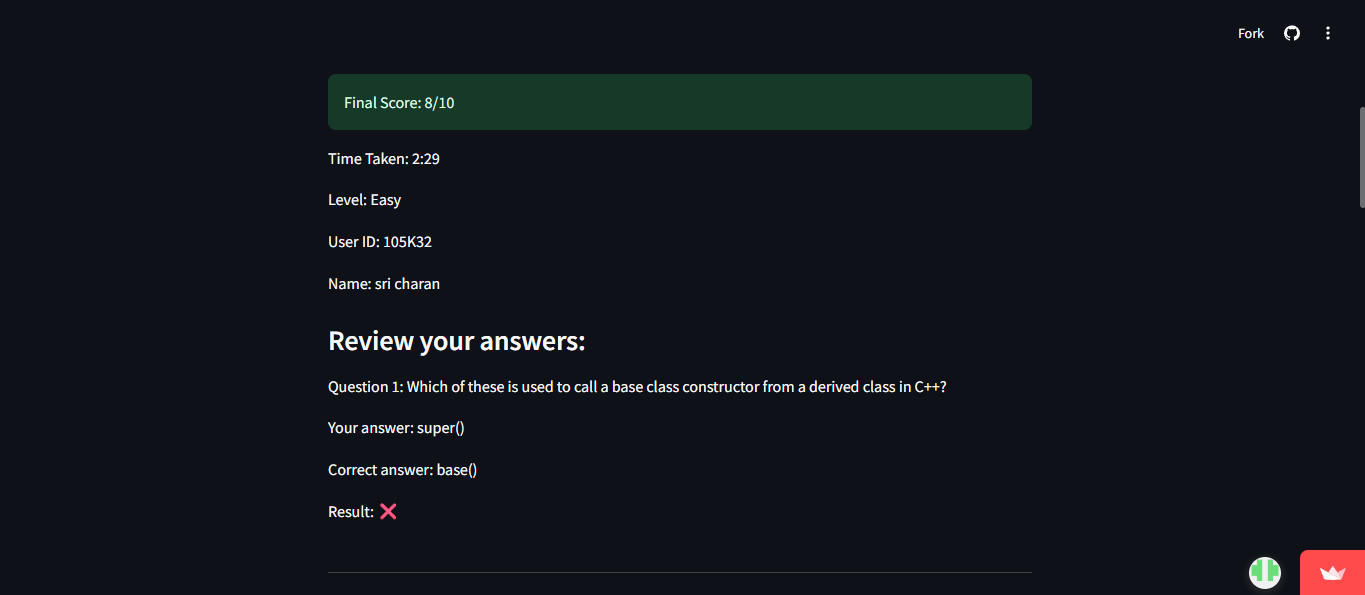 Fork
Final Score: 8/10
Time Taken: 2:29
Level: Easy
User ID: 105K32
Name: sri charan
Review your answers:
Question 1: Which of these is used to call a base class constructor from a derived class in C++?
Your answer: super()
Correct answer: base()
Result: ❌